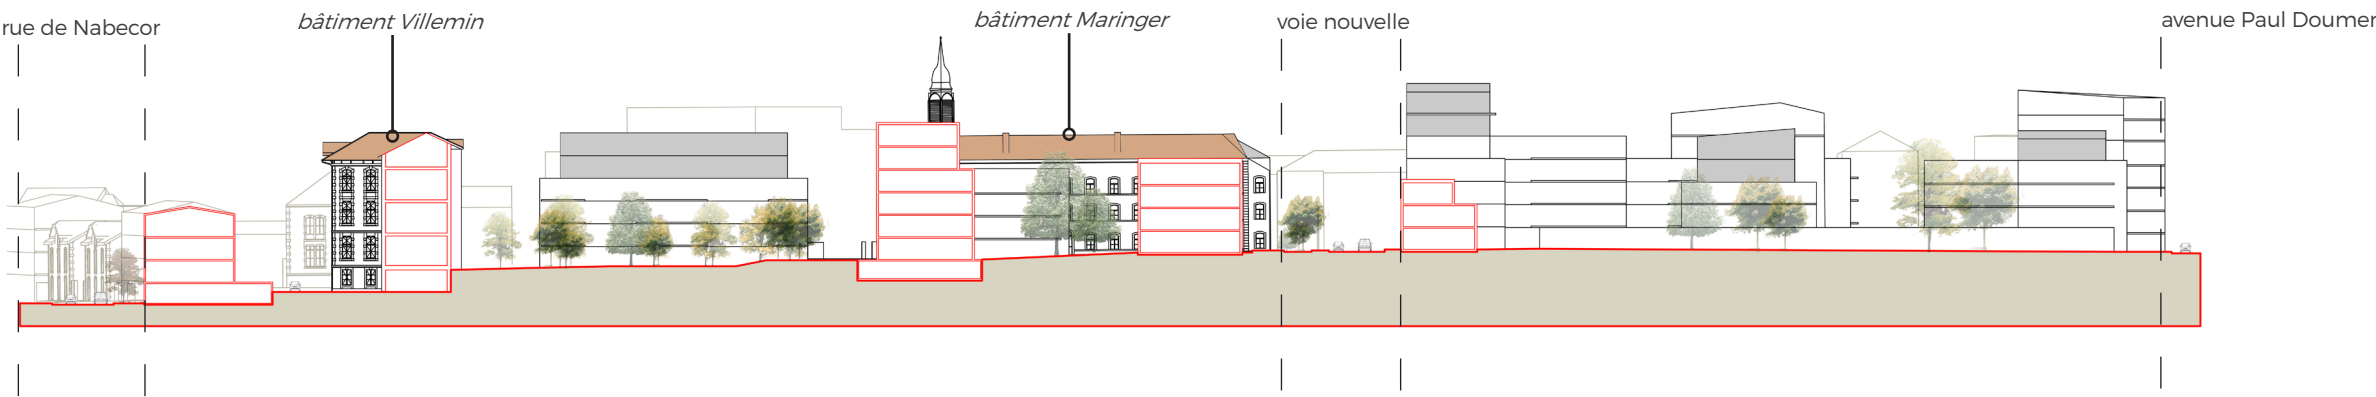 rue de Nabecor
bâtiment Villemin
bâtiment Maringer
voie nouvelle
avenue Paul Doumer